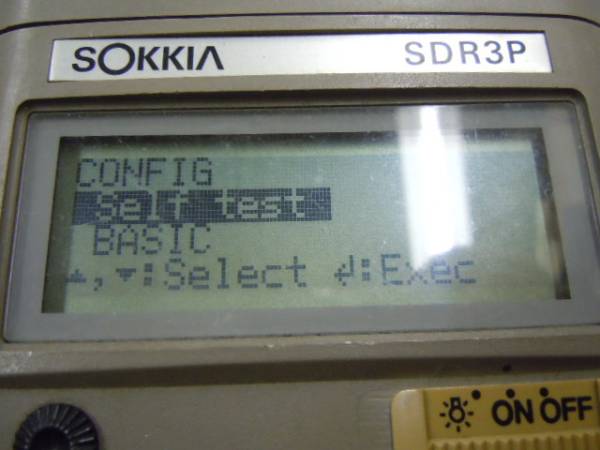 SOKKIA SDR3P
CONFIG
Self test
BASIC
▲,▼:Select ↲:Exec
ON OFF